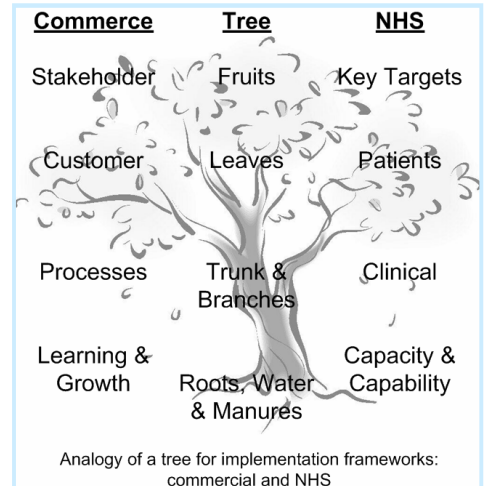 Commerce Tree NHS
Stakeholder Fruits Key Targets
Customer Leaves Patients
Processes Trunk & Clinical
Branches
Learning & Capacity &
Growth Roots, Water Capability
& Manures
Analogy of a tree for implementation frameworks:
commercial and NHS